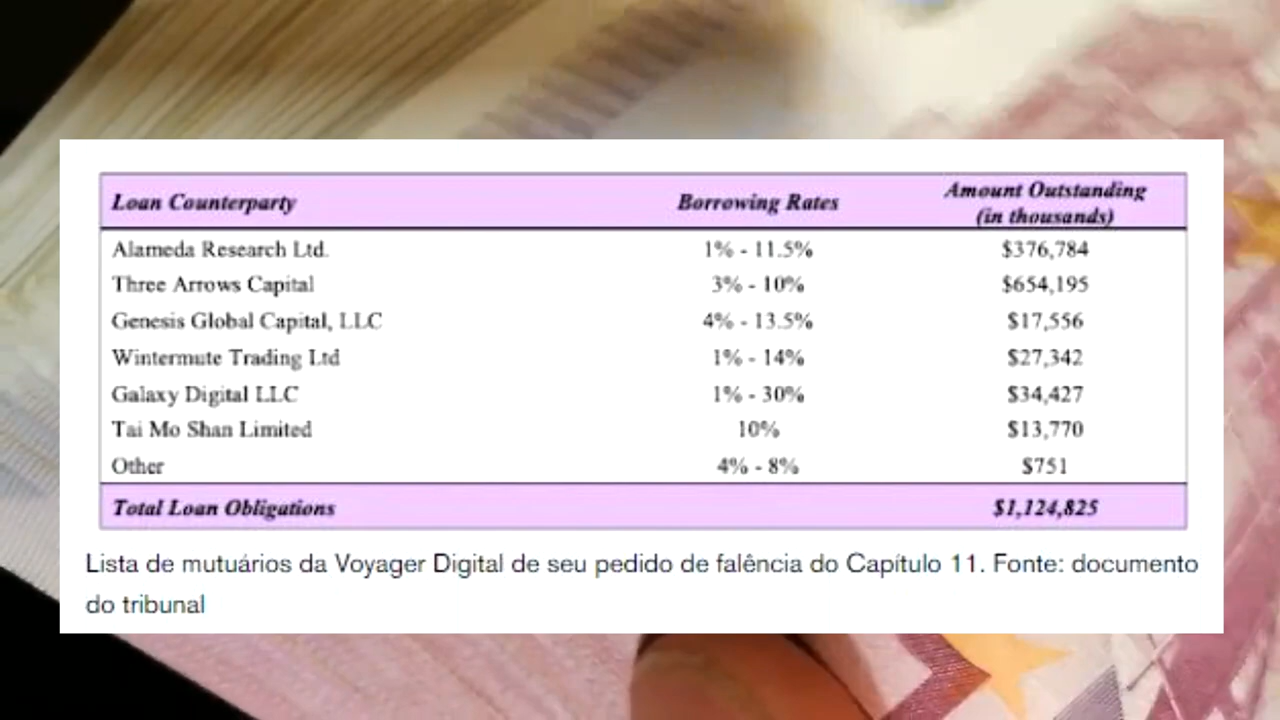 Loan Counterparty Borrowing Rates Amount Outstanding (in thousands)
Alameda Research Ltd. 1% - 11.5% $376,784
Three Arrows Capital 3% - 10% $654,195
Genesis Global Capital, LLC 4% - 13.5% $17,556
Wintermute Trading Ltd 1% - 14% $27,342
Galaxy Digital LLC 1% - 30% $34,427
Tai Mo Shan Limited 10% $13,770
Other 4% - 8% $751
Total Loan Obligations $1,124,825
Lista de mutuários da Voyager Digital de seu pedido de falência do Capítulo 11. Fonte: documento
do tribunal